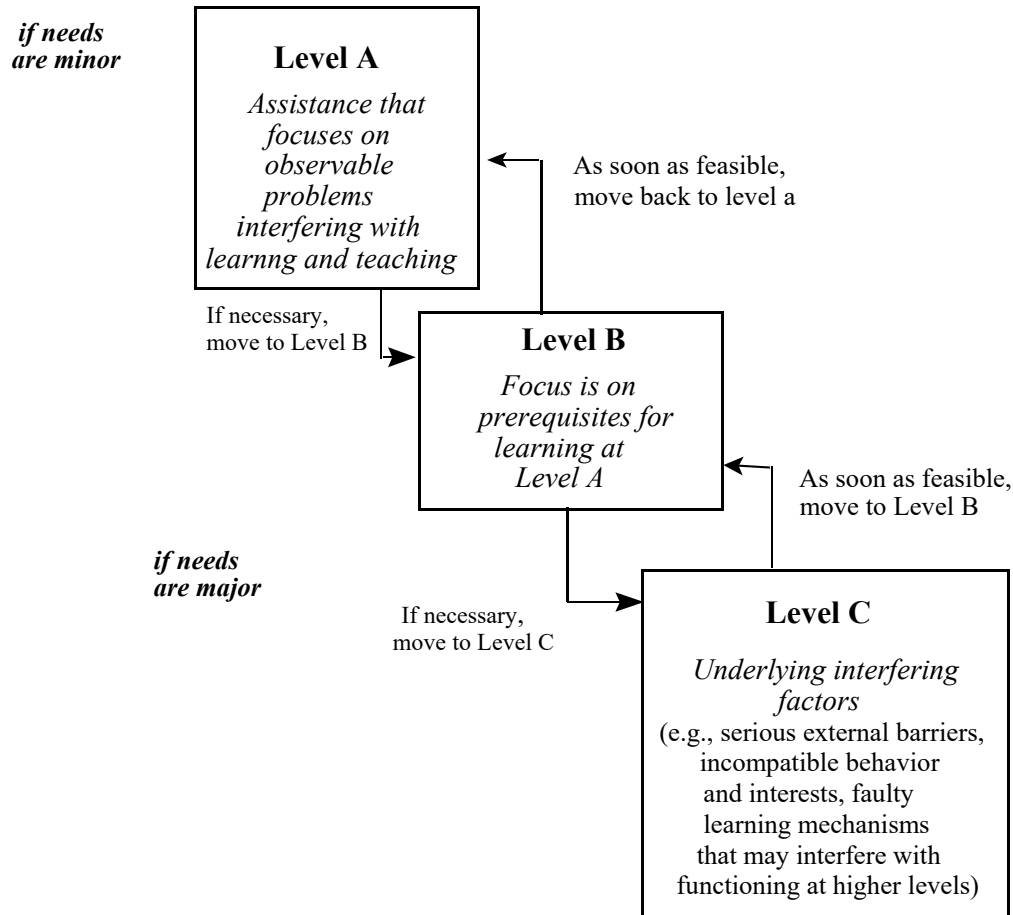 if needs
are minor
Level A
Assistance that
focuses on
observable
problems
interfering with
learnng and teaching
As soon as feasible,
move back to level a
If necessary,
move to Level B
Level B
Focus is on
prerequisites for
learning at
Level A
As soon as feasible,
move to Level B
if needs
are major
If necessary,
move to Level C
Level C
Underlying interfering
factors
(e.g., serious external barriers,
incompatible behavior
and interests, faulty
learning mechanisms
that may interfere with
functioning at higher levels)